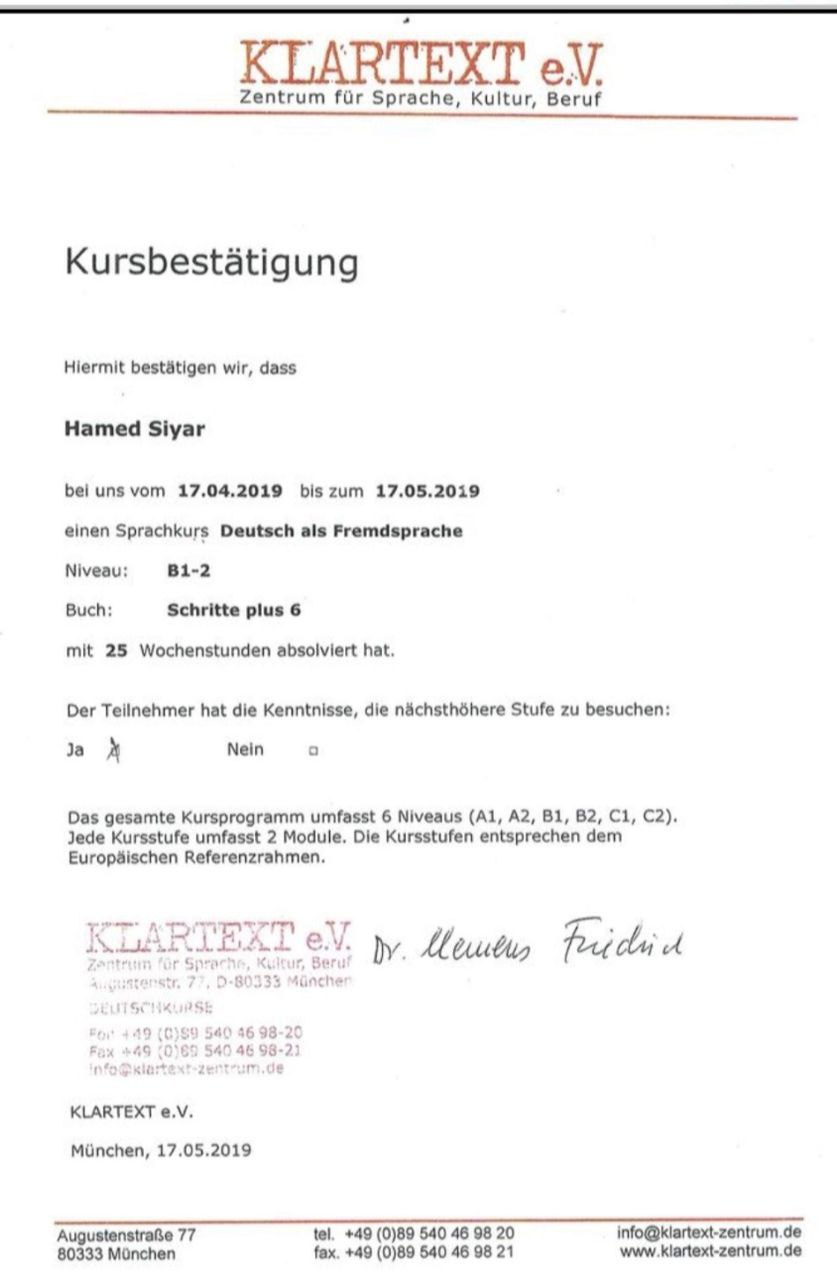 KLARTEXT e.V.
Zentrum für Sprache, Kultur, Beruf
Kursbestätigung
Hiermit bestätigen wir, dass
Hamed Siyar
bei uns vom 17.04.2019 bis zum 17.05.2019
einen Sprachkurs Deutsch als Fremdsprache
Niveau: B1-2
Buch: Schritte plus 6
mit 25 Wochenstunden absolviert hat.
Der Teilnehmer hat die Kenntnisse, die nächsthöhere Stufe zu besuchen:
Ja Nein
Das gesamte Kursprogramm umfasst 6 Niveaus (A1, A2, B1, B2, C1, C2).
Jede Kursstufe umfasst 2 Module. Die Kursstufen entsprechen dem
Europäischen Referenzrahmen.
KLARTEXT e.V.
Zentrum für Sprache, Kultur, Beruf
Augustenstr. 77, D-80333 München
DEUTSCHKURSE
Fon +49 (0)89 540 46 98-20
Fax +49 (0)89 540 46 98-21
info@klartext-zentrum.de
Dr. Clemens Friedrich
KLARTEXT e.V.
München, 17.05.2019
Augustenstraße 77 tel. +49 (0)89 540 46 98 20 info@klartext-zentrum.de
80333 München fax. +49 (0)89 540 46 98 21 www.klartext-zentrum.de